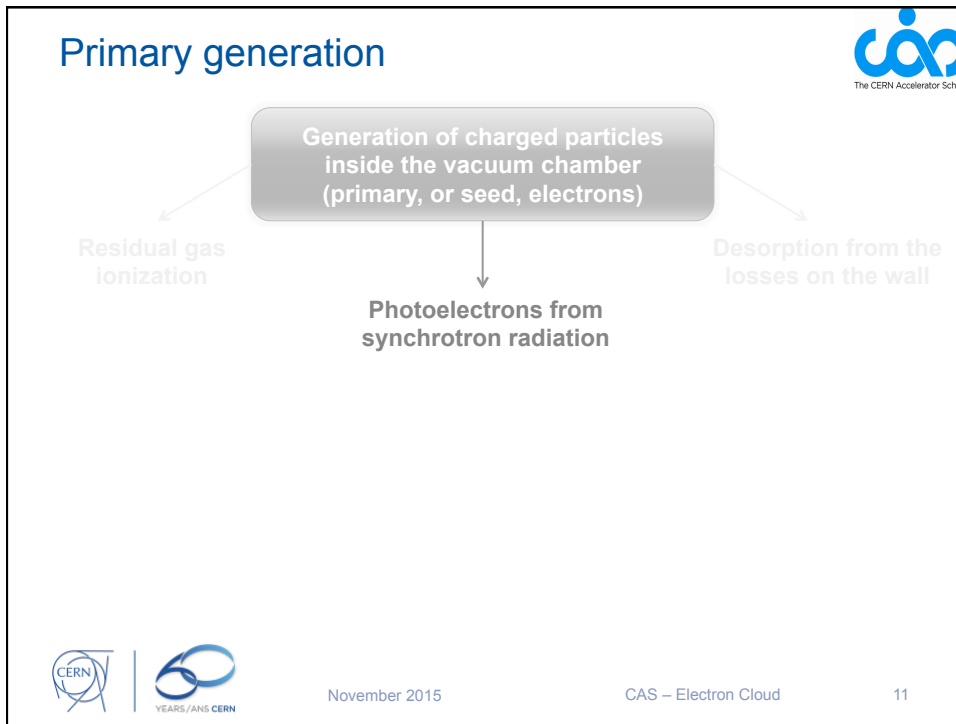 Primary generation
The CERN Accelerator Sch
Generation of charged particles
inside the vacuum chamber
(primary, or seed, electrons)
Residual gas
ionization
Desorption from the
losses on the wall
Photoelectrons from
synchrotron radiation
CERN
60
YEARS/ANS CERN
November 2015
CAS – Electron Cloud
11